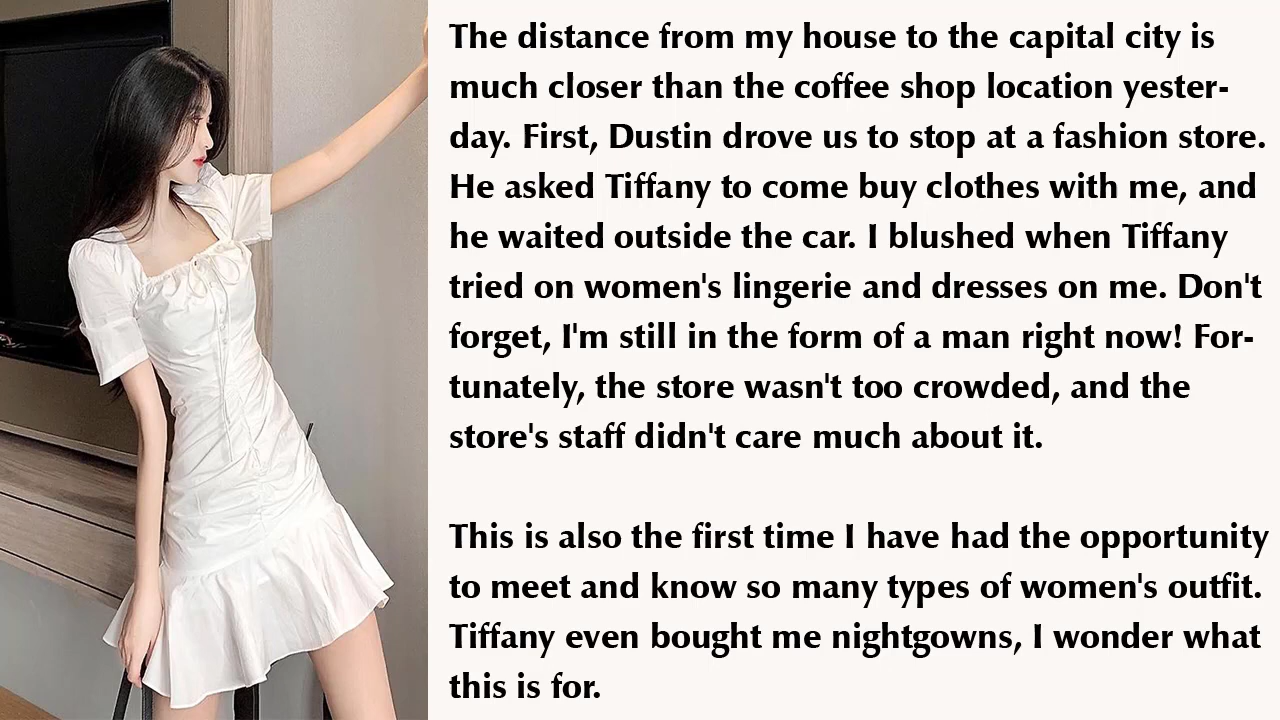 The distance from my house to the capital city is
much closer than the coffee shop location yester-
day. First, Dustin drove us to stop at a fashion store.
He asked Tiffany to come buy clothes with me, and
he waited outside the car. I blushed when Tiffany
tried on women's lingerie and dresses on me. Don't
forget, I'm still in the form of a man right now! For-
tunately, the store wasn't too crowded, and the
store's staff didn't care much about it.
This is also the first time I have had the opportunity
to meet and know so many types of women's outfit.
Tiffany even bought me nightgowns, I wonder what
this is for.